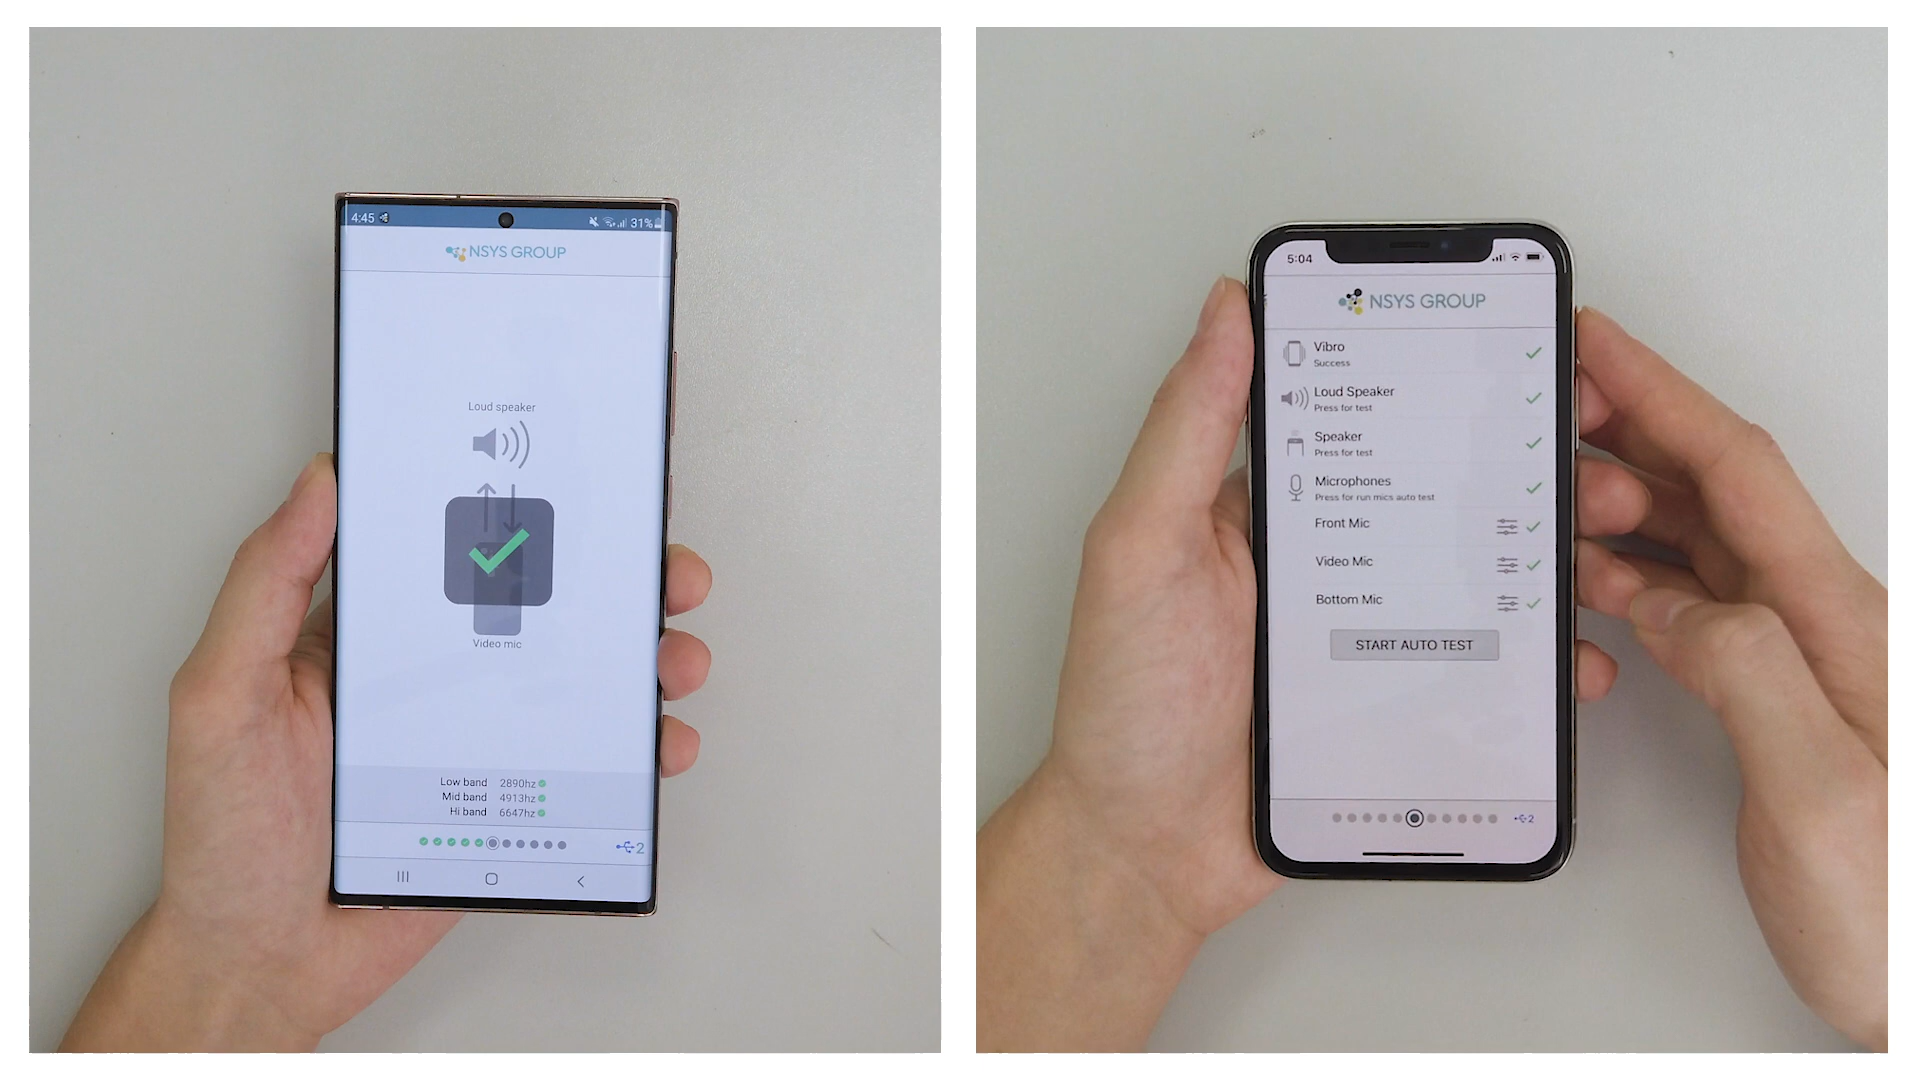 4:45
31%
NSYS GROUP
Loud speaker
Video mic
Low band 2890hz
Mid band 4913hz
Hi band 6647hz
2
5:04
NSYS GROUP
Vibro
Success
Loud Speaker
Press for test
Speaker
Press for test
Microphones
Press for run mics auto test
Front Mic
Video Mic
Bottom Mic
START AUTO TEST
2